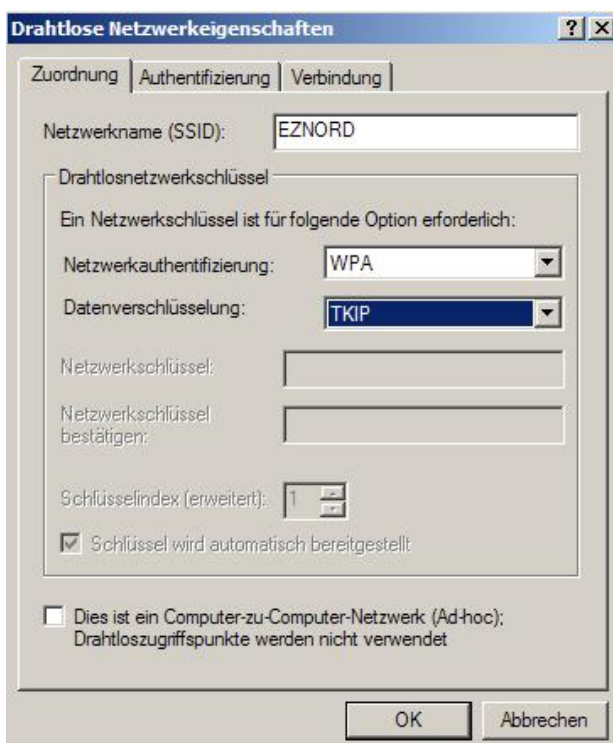 Drahtlose Netzwerkeigenschaften
Zuordnung Authentifizierung Verbindung
Netzwerkname (SSID): EZNORD
Drahtlosnetzwerkschlüssel
Ein Netzwerkschlüssel ist für folgende Option erforderlich:
Netzwerkauthentifizierung: WPA
Datenverschlüsselung: TKIP
Netzwerkschlüssel:
Netzwerkschlüssel
bestätigen:
Schlüsselindex (erweitert): 1
Schlüssel wird automatisch bereitgestellt
Dies ist ein Computer-zu-Computer-Netzwerk (Ad-hoc);
Drahtloszugriffspunkte werden nicht verwendet
OK Abbrechen